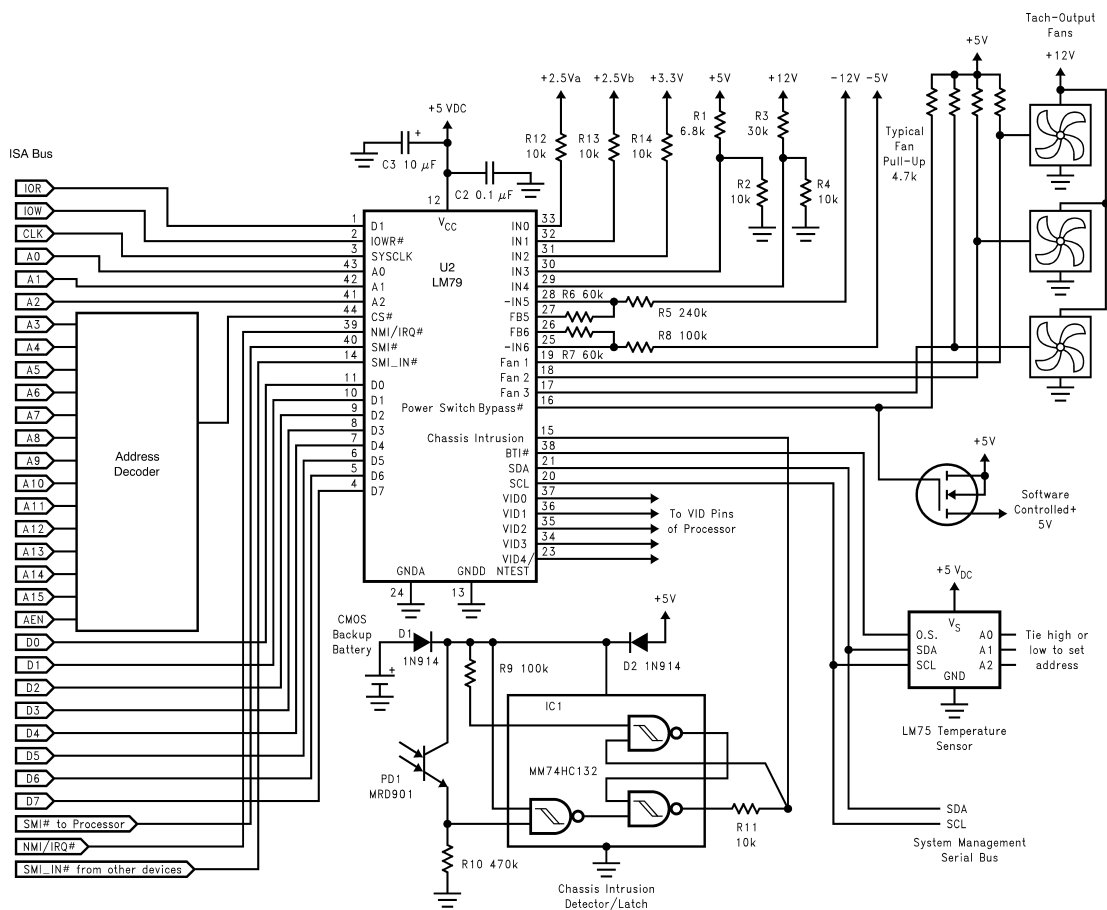 Tach-Output
Fans
+5V
+12V
+2.5Va
+2.5Vb
+3.3V
+5V
+12V
-12V
-5V
+5 VDC
C3 10 μF
C2 0.1 μF
R12
10k
R13
10k
R14
10k
R1
6.8k
R3
30k
R2
10k
R4
10k
Typical
Fan
Pull-Up
4.7k
ISA Bus
IOR
IOW
CLK
A0
A1
A2
A3
A4
A5
A6
A7
A8
A9
A10
A11
A12
A13
A14
A15
AEN
D0
D1
D2
D3
D4
D5
D6
D7
SMI# to Processor
NMI/IRQ#
SMI_IN# from other devices
Address
Decoder
12
VCC
U2
LM79
1 D1
2 IOWR#
3 SYSCLK
43 A0
42 A1
41 A2
44 CS#
39 NMI/IRQ#
40 SMI#
14 SMI_IN#
11 D0
10 D1
9 D2
8 D3
7 D4
6 D5
5 D6
4 D7
IN0 33
IN1 32
IN2 31
IN3 30
IN4 29
-IN5 28
FB5 27
FB6 26
-IN6 25
Fan 1 19
Fan 2 18
Fan 3 17
Power Switch Bypass# 16
Chassis Intrusion 15
BTI# 38
SDA 21
SCL 20
VID0 37
VID1 36
VID2 35
VID3 34
VID4/ 23
GNDA
GNDD
NTEST
24
13
R6 60k
R5 240k
R8 100k
R7 60k
To VID Pins
of Processor
+5V
Software
Controlled+
5V
+5 VDC
VS
O.S.
SDA
SCL
A0
A1
A2
GND
Tie high or
low to set
address
LM75 Temperature
Sensor
SDA
SCL
System Management
Serial Bus
CMOS
Backup
Battery
+
D1
1N914
+5V
D2 1N914
R9 100k
IC1
MM74HC132
PD1
MRD901
R10 470k
R11
10k
Chassis Intrusion
Detector/Latch